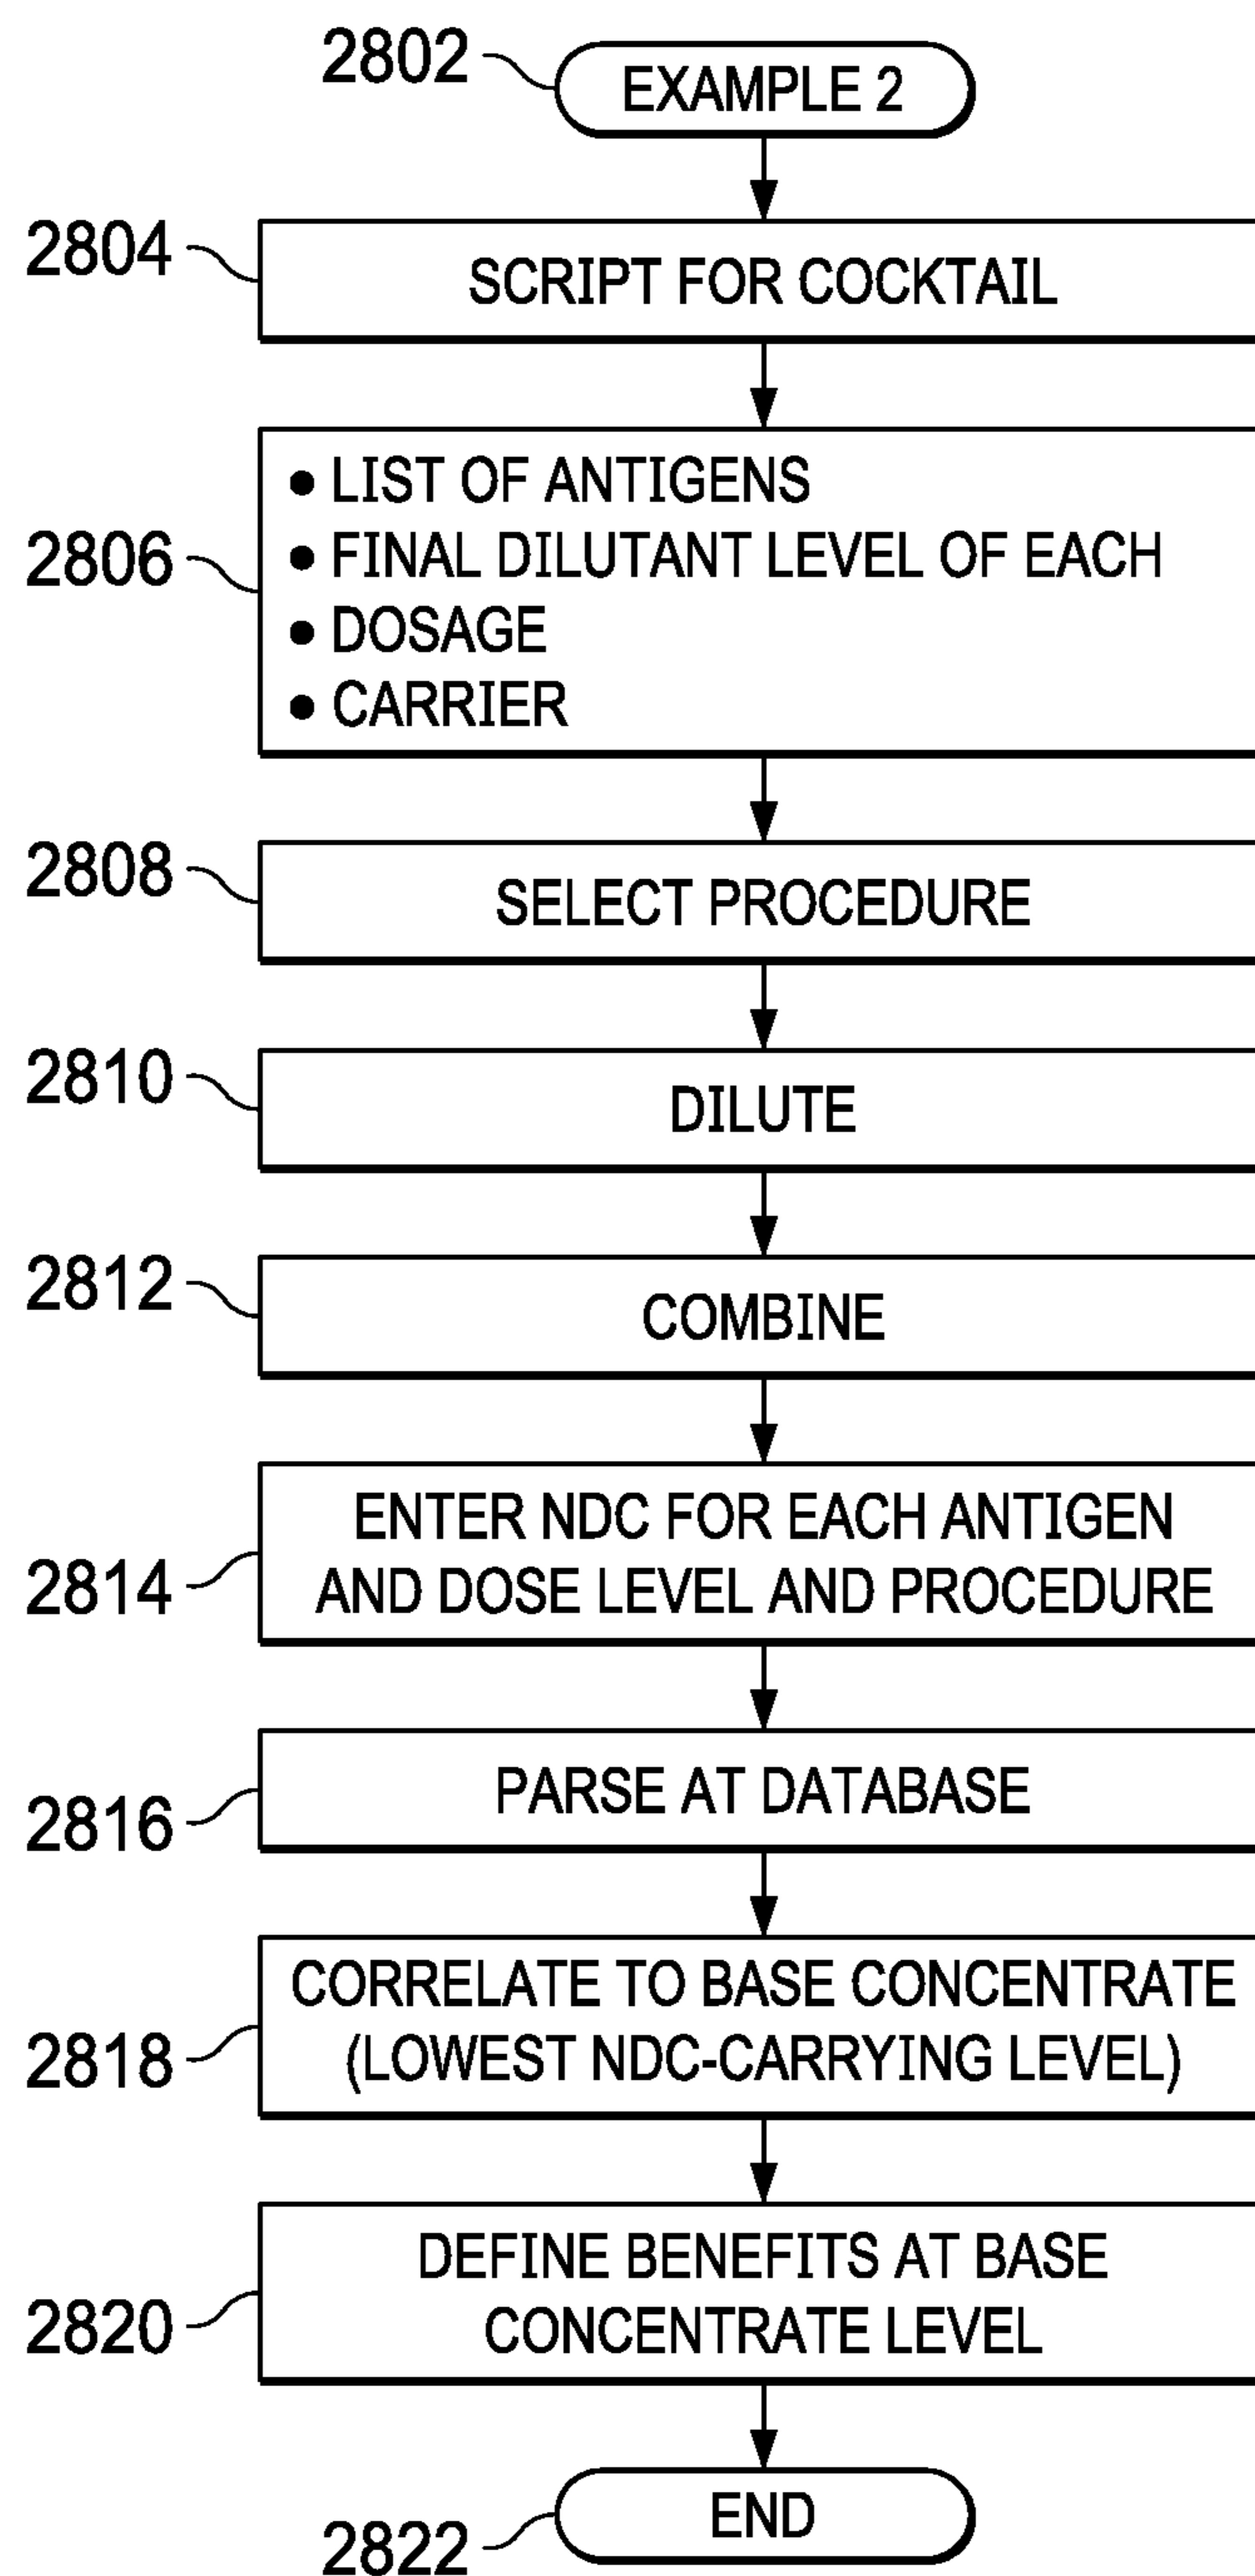 2802
EXAMPLE 2
2804
SCRIPT FOR COCKTAIL
2806
• LIST OF ANTIGENS
• FINAL DILUTANT LEVEL OF EACH
• DOSAGE
• CARRIER
2808
SELECT PROCEDURE
2810
DILUTE
2812
COMBINE
2814
ENTER NDC FOR EACH ANTIGEN
AND DOSE LEVEL AND PROCEDURE
2816
PARSE AT DATABASE
2818
CORRELATE TO BASE CONCENTRATE
(LOWEST NDC-CARRYING LEVEL)
2820
DEFINE BENEFITS AT BASE
CONCENTRATE LEVEL
2822
END